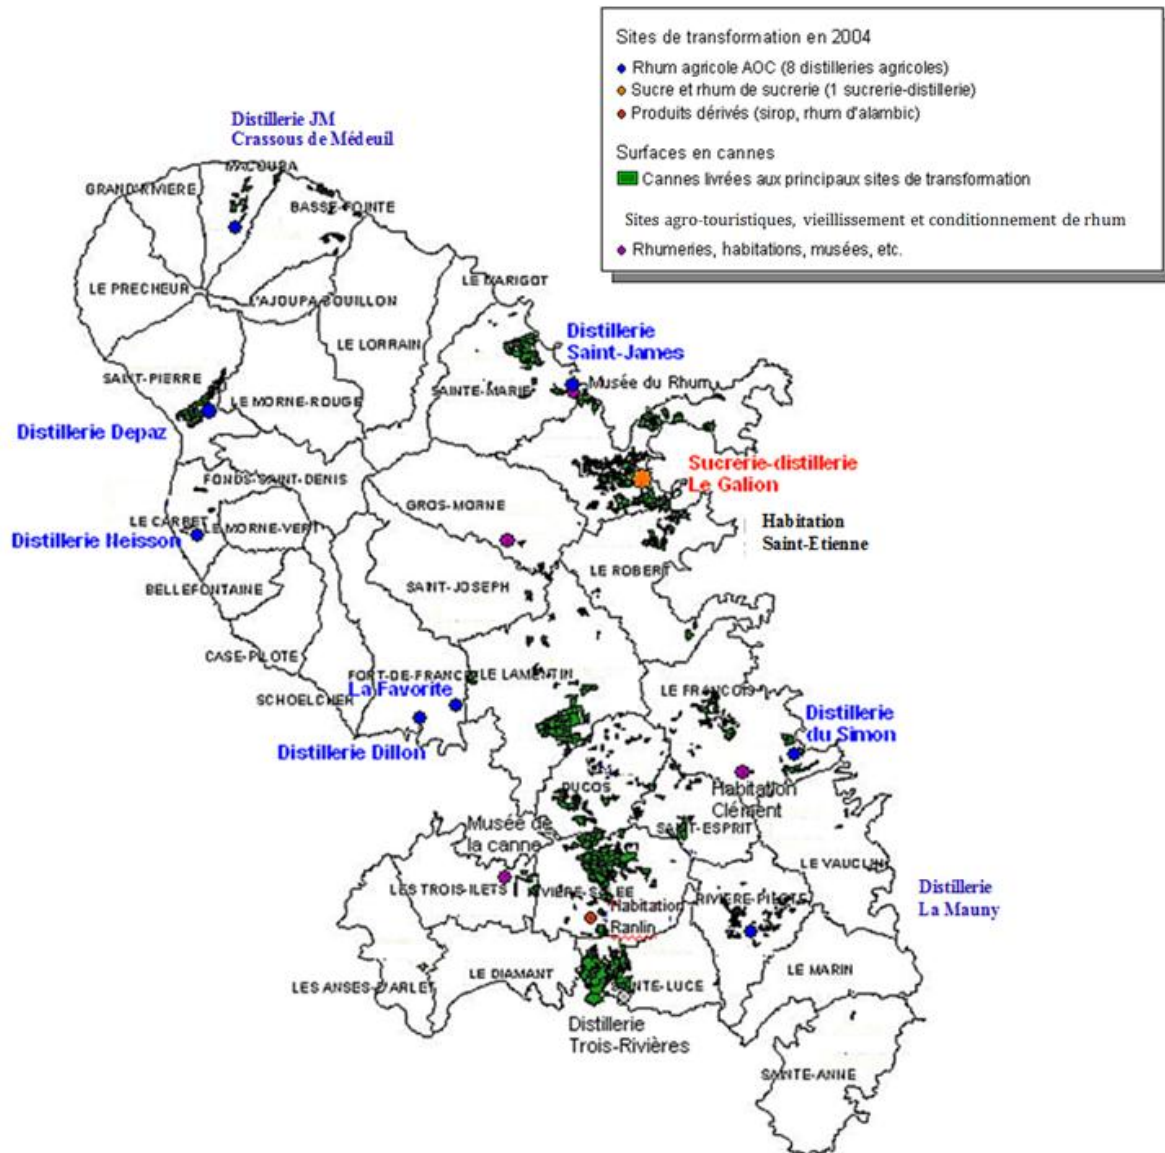 Sites de transformation en 2004
Rhum agricole AOC (8 distilleries agricoles)
Sucre et rhum de sucrerie (1 sucrerie-distillerie)
Produits dérivés (sirop, rhum d'alambic)
Surfaces en cannes
Cannes livrées aux principaux sites de transformation
Sites agro-touristiques, vieillissement et conditionnement de rhum
Rhumeries, habitations, musées, etc.
Distillerie JM
Crassous de Médeuil
MACOUBA
GRAND'RIVIERE
BASSE-POINTE
LE PRECHEUR
L'AJOUPA BOUILLON
LE MARIGOT
LE LORRAIN
Distillerie
Saint-James
SAINT-PIERRE
SAINTE-MARIE
Musée du Rhum
LE MORNE-ROUGE
Distillerie Depaz
Sucrerie-distillerie
Le Galion
FONDS-SAINT-DENIS
GROS-MORNE
LE CARBET
LE MORNE-VERT
Distillerie Neisson
Habitation
Saint-Etienne
BELLEFONTAINE
SAINT-JOSEPH
LE ROBERT
CASE-PILOTE
FORT-DE-FRANCE
LE LAMENTIN
SCHOELCHER
La Favorite
LE FRANCOIS
Distillerie Dillon
Distillerie
du Simon
DUCOS
Habitation
Clément
Musée de
la canne
SAINT-ESPRIT
LE VAUCLIN
LES TROIS-ILETS
RIVIERE-SALEE
RIVIERE-PILOTE
Distillerie
La Mauny
Habitation
Ranlin
LE DIAMANT
LES ANSES-D'ARLET
SAINTE-LUCE
LE MARIN
Distillerie
Trois-Rivières
SAINTE-ANNE